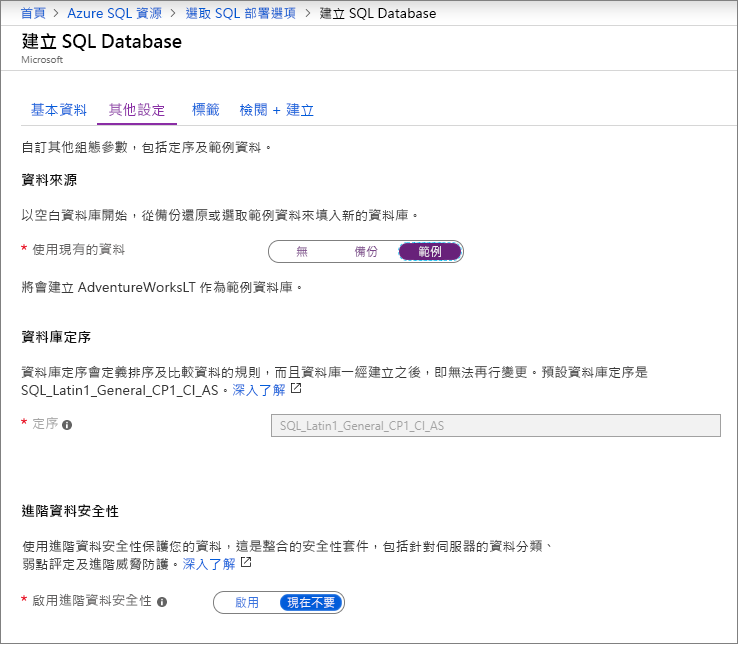 首頁 > Azure SQL 資源 > 選取 SQL 部署選項 > 建立 SQL Database
建立 SQL Database
Microsoft
基本資料 其他設定 標籤 檢閱 + 建立
自訂其他組態參數，包括定序及範例資料。
資料來源
以空白資料庫開始，從備份還原或選取範例資料來填入新的資料庫。
* 使用現有的資料 無 備份 範例
將會建立 AdventureWorksLT 作為範例資料庫。
資料庫定序
資料庫定序會定義排序及比較資料的規則，而且資料庫一經建立之後，即無法再行變更。預設資料庫定序是
SQL_Latin1_General_CP1_CI_AS。深入了解
* 定序 SQL_Latin1_General_CP1_CI_AS
進階資料安全性
使用進階資料安全性保護您的資料，這是整合的安全性套件，包括針對伺服器的資料分類、
弱點評定及進階威脅防護。深入了解
* 啟用進階資料安全性 啟用 現在不要